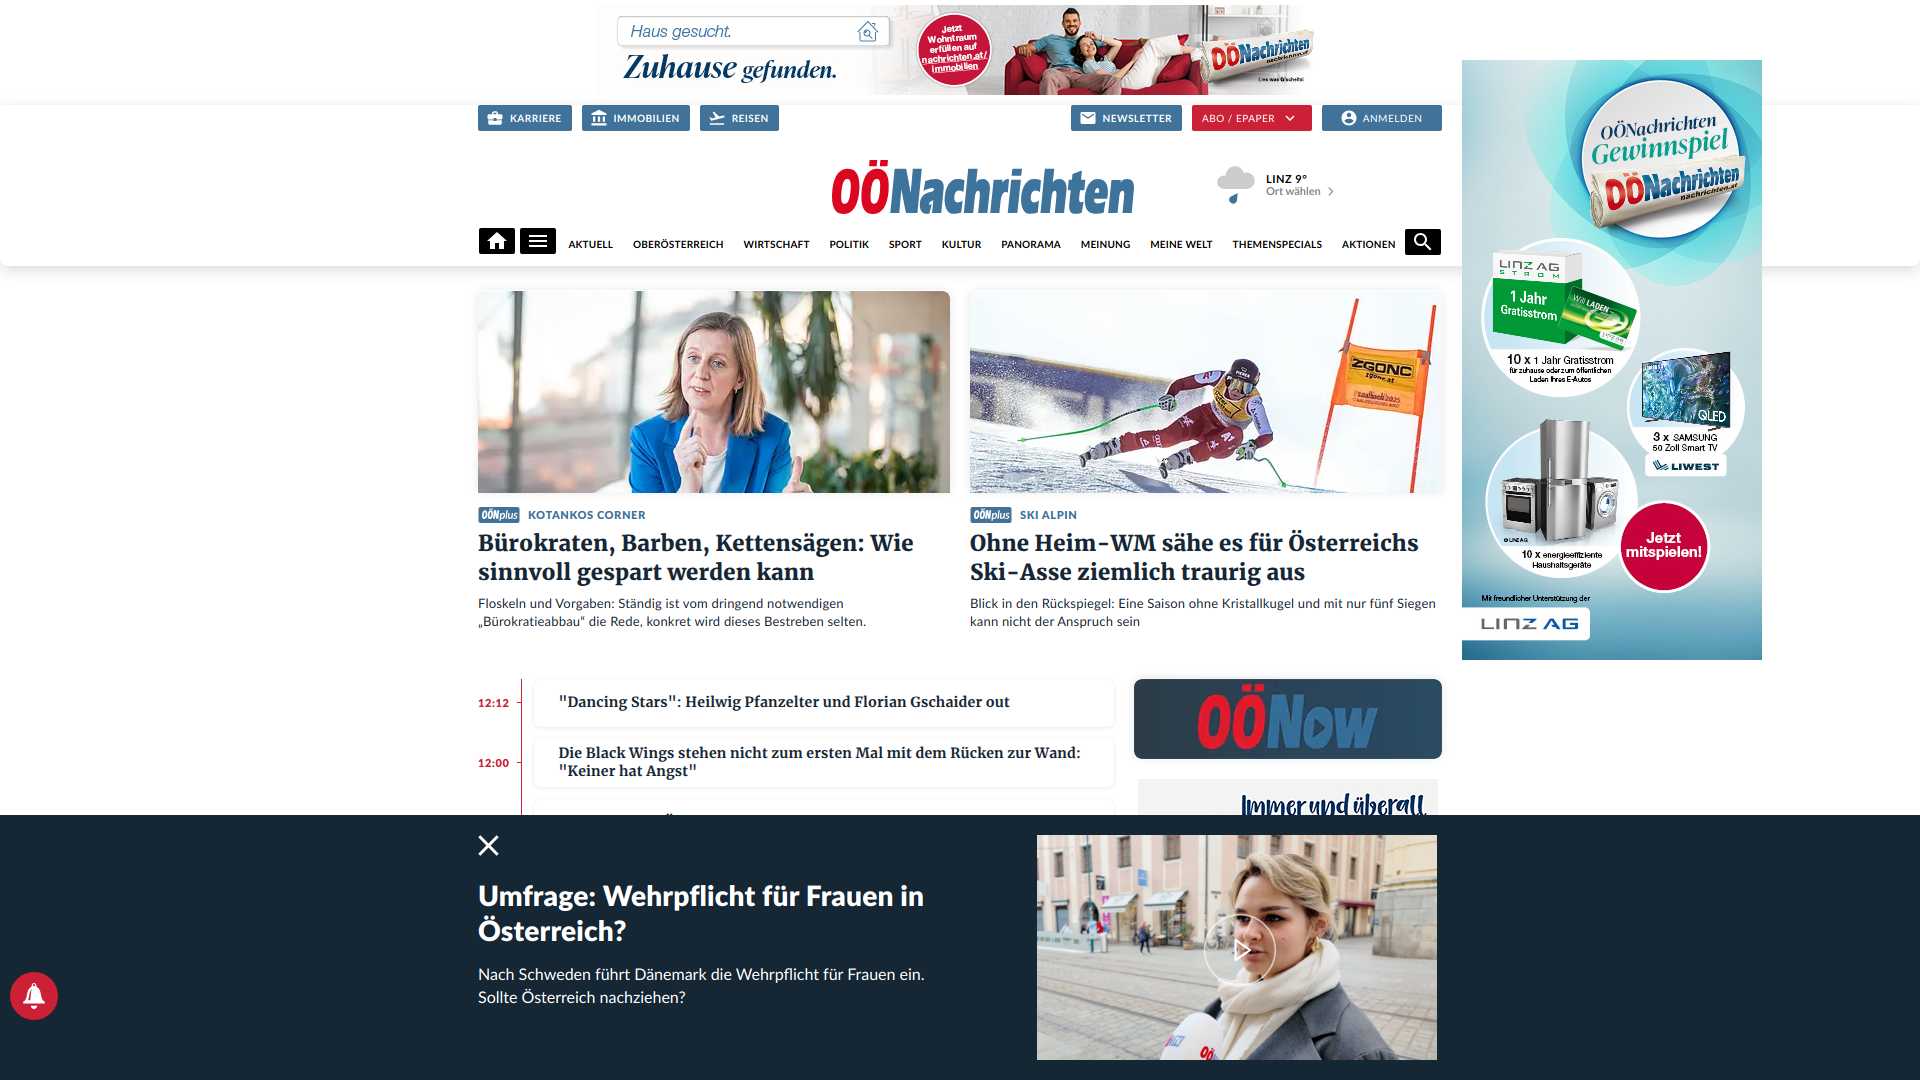 Haus gesucht.
Zuhause gefunden.
Jetzt
Wohntraum
erfüllen auf
nachrichten.at/
immobilien
OÖNachrichten
KARRIERE
IMMOBILIEN
REISEN
NEWSLETTER
ABO / EPAPER
ANMELDEN
OÖNachrichten
LINZ 9°
Ort wählen
AKTUELL
OBERÖSTERREICH
WIRTSCHAFT
POLITIK
SPORT
KULTUR
PANORAMA
MEINUNG
MEINE WELT
THEMENSPECIALS
AKTIONEN
ZGONC
zgonc.at
OÖNplus KOTANKOS CORNER
Bürokraten, Barben, Kettensägen: Wie
sinnvoll gespart werden kann
Floskeln und Vorgaben: Ständig ist vom dringend notwendigen
„Bürokratieabbau“ die Rede, konkret wird dieses Bestreben selten.
OÖNplus SKI ALPIN
Ohne Heim-WM sähe es für Österreichs
Ski-Asse ziemlich traurig aus
Blick in den Rückspiegel: Eine Saison ohne Kristallkugel und mit nur fünf Siegen
kann nicht der Anspruch sein
12:12
"Dancing Stars": Heilwig Pfanzelter und Florian Gschaider out
12:00
Die Black Wings stehen nicht zum ersten Mal mit dem Rücken zur Wand:
"Keiner hat Angst"
OÖNow
Immer und überall
OÖNachrichten
Gewinnspiel
OÖNachrichten
nachrichten.at
LINZ AG
STROM
1 Jahr
Gratisstrom
Will LADEN
10 x 1 Jahr Gratisstrom
für zuhause oder zum öffentlichen
Laden Ihres E-Autos
QLED
3 x SAMSUNG
50 Zoll Smart TV
LIWEST
© LINZ AG
10 x energieeffiziente
Haushaltsgeräte
Jetzt
mitspielen!
Mit freundlicher Unterstützung der
LINZ AG
Umfrage: Wehrpflicht für Frauen in
Österreich?
Nach Schweden führt Dänemark die Wehrpflicht für Frauen ein.
Sollte Österreich nachziehen?